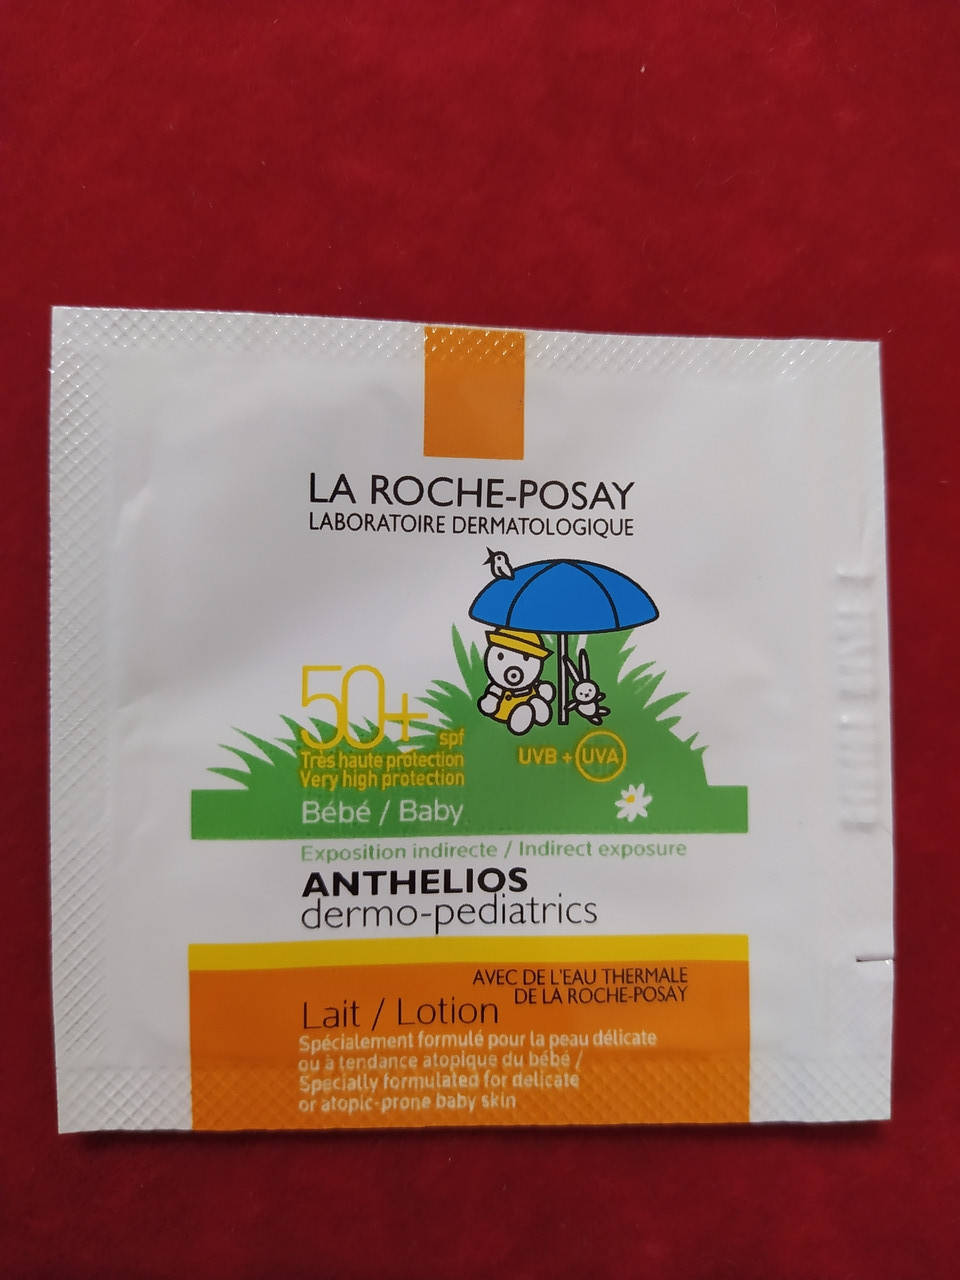 LA ROCHE-POSAY
LABORATOIRE DERMATOLOGIQUE
50+ spf
Très haute protection
Very high protection
UVB + UVA
Bébé / Baby
Exposition indirecte / Indirect exposure
ANTHELIOS
dermo-pediatrics
AVEC DE L'EAU THERMALE
DE LA ROCHE-POSAY
Lait / Lotion
Spécialement formulé pour la peau délicate
ou à tendance atopique du bébé /
Specially formulated for delicate
or atopic-prone baby skin